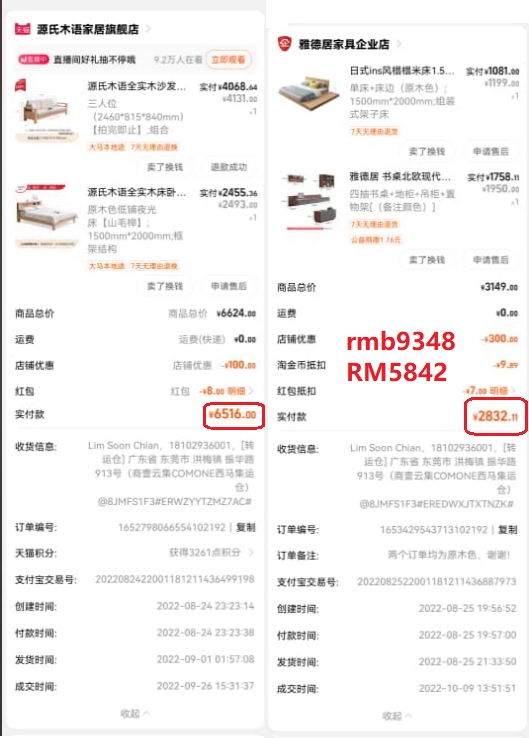 天猫 源氏木语家居旗舰店
直播中 直播间好礼抽不停哦 9.2万人在看 立即观看
源氏木语全实木沙发... 实付¥4068.64
三人位 ¥4131.00
(2460*815*840mm) x1
【拍完即止】;组合
大马本地退 7天无理由退换
卖了换钱 退款成功
源氏木语全实木床卧... 实付¥2455.36
原木色低铺夜光 ¥2493.00
床【山毛榉】; x1
1500mm*2000mm;框
架结构
大马本地退 7天无理由退换
卖了换钱 申请售后
商品总价 商品总价 ¥6624.00
运费 运费(快递) ¥0.00
店铺优惠 店铺优惠 -¥100.00
红包 红包 -¥8.00 明细
实付款 ¥6516.00
收货信息: Lim Soon Chian, 18102936001, [转
运仓] 广东省 东莞市 洪梅镇 振华路
913号（商壹云集COMONE西马集运
仓）
@8JMFS1F3#ERWZYYTZMZ7AC#
订单编号: 1652798066554102192 | 复制
天猫积分: 获得3261点积分
支付宝交易号: 2022082422001181211436499198
创建时间: 2022-08-24 23:23:14
付款时间: 2022-08-24 23:23:38
发货时间: 2022-09-01 01:57:08
成交时间: 2022-09-26 15:31:37
收起
雅德居家具企业店
日式ins风榻榻米床1.5... 实付¥1081.00
单床+床边（原木色）; ¥1199.00
1500mm*2000mm;组装 x1
式架子床
7天无理由退货
卖了换钱 申请售后
雅德居 书桌北欧现代... 实付¥1758.11
四抽书桌+地柜+吊柜+置 ¥1950.00
物架[（备注颜色）] x1
7天无理由退货
公益捐赠1.76元
卖了换钱 申请售后
商品总价 ¥3149.00
运费 ¥0.00
店铺优惠 -¥300.00
淘金币抵扣 -¥9.89
红包抵扣 -¥7.00 明细
实付款 ¥2832.11
rmb9348
RM5842
收货信息: Lim Soon Chian, 18102936001, [转
运仓] 广东省 东莞市 洪梅镇 振华路
913号（商壹云集COMONE西马集运
仓）
@8JMFS1F3#EREDWXJTXTNZK#
订单编号: 1653429543713102192 | 复制
订单备注: 两个订单均为原木色，谢谢!
支付宝交易号: 2022082522001181211436887973
创建时间: 2022-08-25 19:56:52
付款时间: 2022-08-25 19:57:00
发货时间: 2022-08-25 21:33:50
成交时间: 2022-10-09 13:51:51
收起